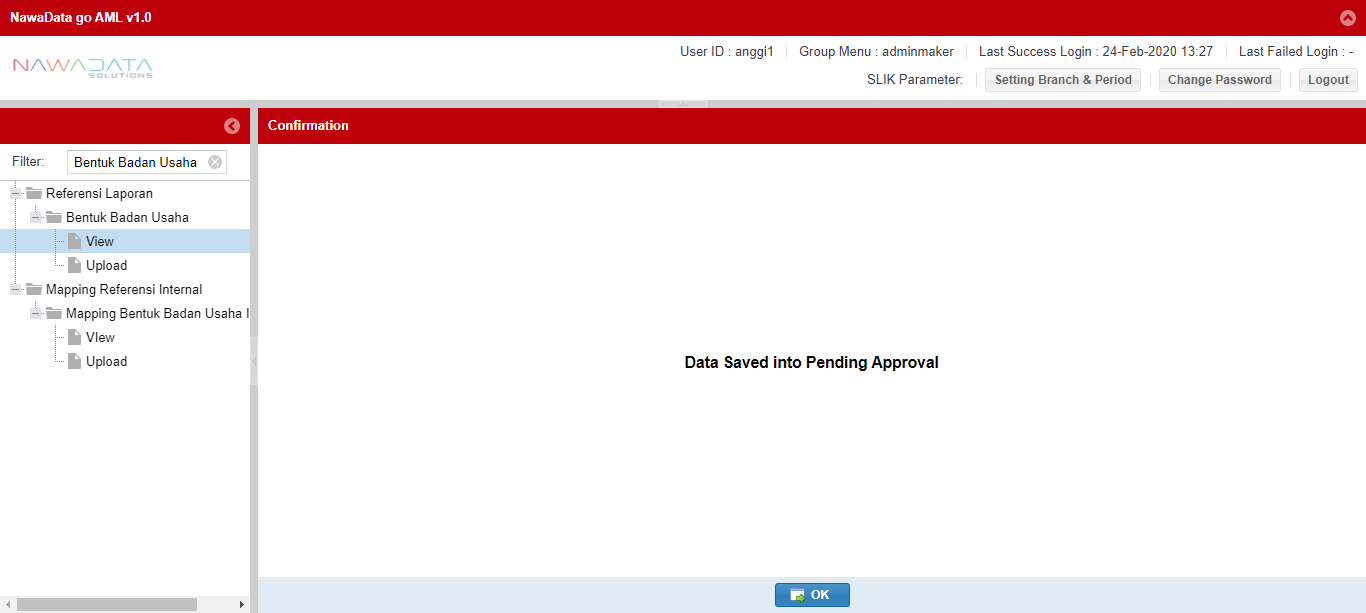 NawaData go AML v1.0
NAWADATA
SOLUTIONS
User ID : anggi1
Group Menu : adminmaker
Last Success Login : 24-Feb-2020 13:27
Last Failed Login : -
SLIK Parameter:
Setting Branch & Period
Change Password
Logout
Confirmation
Filter:
Bentuk Badan Usaha
Referensi Laporan
Bentuk Badan Usaha
View
Upload
Mapping Referensi Internal
Mapping Bentuk Badan Usaha I
VIew
Upload
Data Saved into Pending Approval
OK